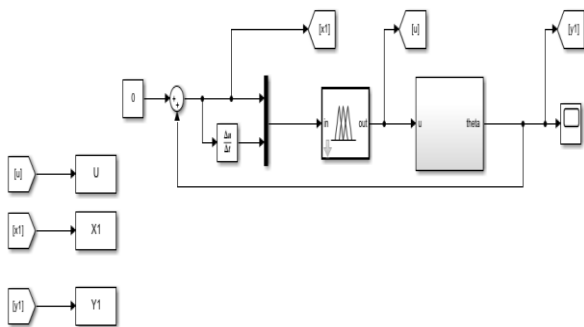 [x1]
[u]
[y1]
0
+
+
Δu
Δt
in
out
u
theta
[u]
U
[x1]
X1
[y1]
Y1